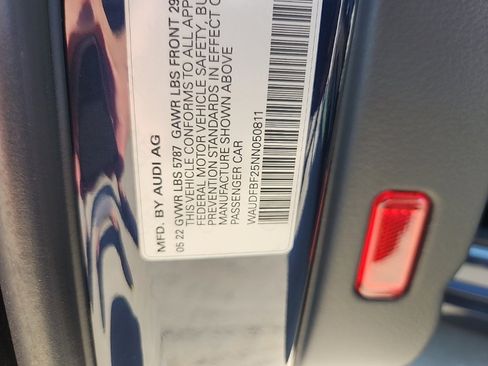 MFD. BY AUDI AG
05 22 GVWR LBS 5787 GAWR LBS FRONT 29
THIS VEHICLE CONFORMS TO ALL APP
FEDERAL MOTOR VEHICLE SAFETY, BU
PREVENTION STANDARDS IN EFFECT O
MANUFACTURE SHOWN ABOVE
PASSENGER CAR
WAUDFBF25NN050811